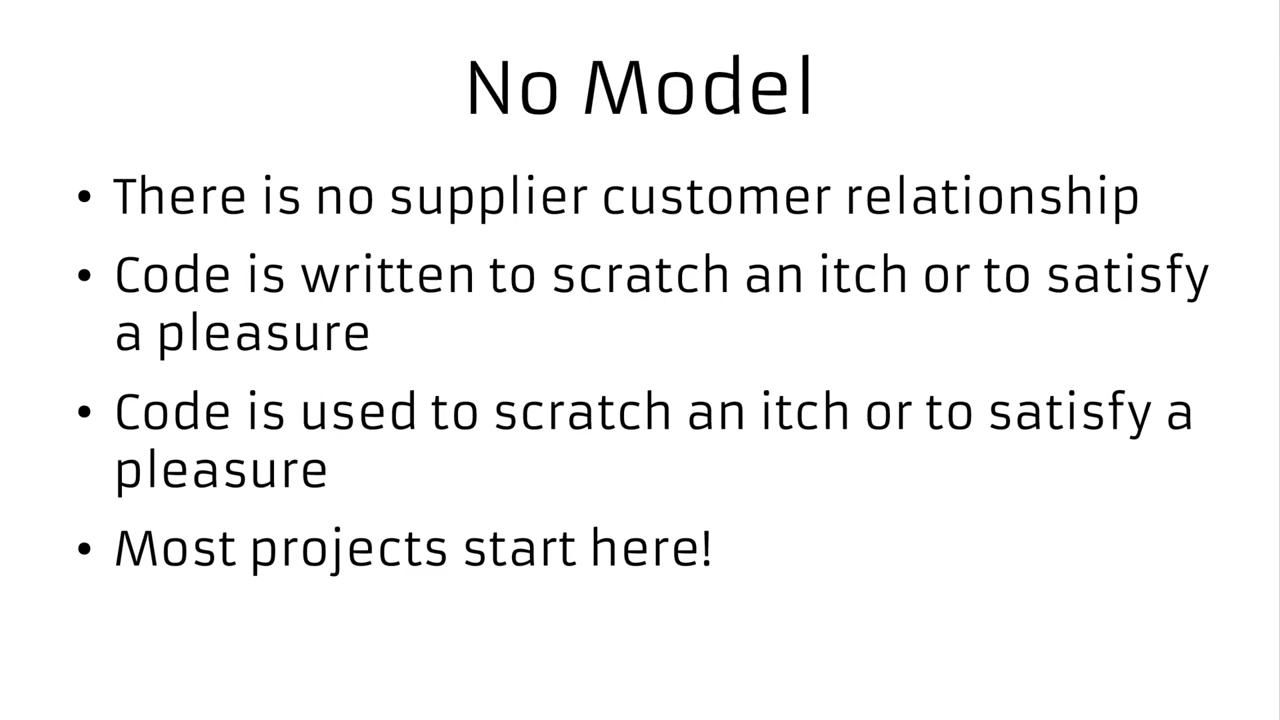 No Model
• There is no supplier customer relationship
• Code is written to scratch an itch or to satisfy
a pleasure
• Code is used to scratch an itch or to satisfy a
pleasure
• Most projects start here!